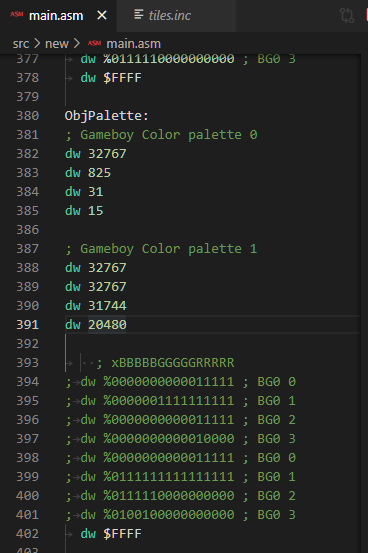 ASM main.asm × tiles.inc
src > new > ASM main.asm
377 dw %0111110000000000 ; BG0 3
378 dw $FFFF
379
380 ObjPalette:
381 ; Gameboy Color palette 0
382 dw 32767
383 dw 825
384 dw 31
385 dw 15
386
387 ; Gameboy Color palette 1
388 dw 32767
389 dw 32767
390 dw 31744
391 dw 20480
392
393 ; xBBBBBGGGGGRRRRR
394 ; dw %0000000000011111 ; BG0 0
395 ; dw %0000001111111111 ; BG0 1
396 ; dw %0000000000011111 ; BG0 2
397 ; dw %0000000000010000 ; BG0 3
398 ; dw %0000000000011111 ; BG0 0
399 ; dw %0111111111111111 ; BG0 1
400 ; dw %0111110000000000 ; BG0 2
401 ; dw %0100100000000000 ; BG0 3
402 dw $FFFF
403